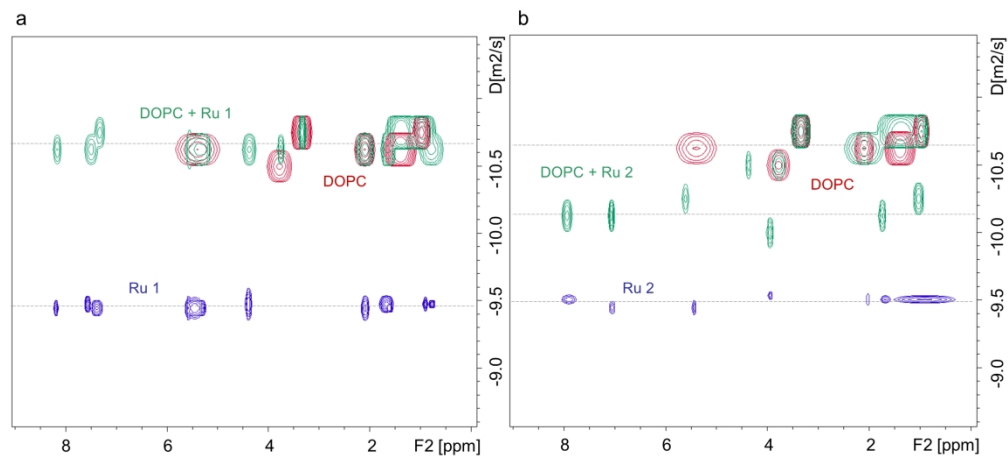 a
b
D[m2/s]
DOPC + Ru 1
DOPC
Ru 1
-10.5
-10.0
-9.5
-9.0
8
6
4
2
F2 [ppm]
D[m2/s]
DOPC
DOPC + Ru 2
Ru 2
-10.5
-10.0
-9.5
-9.0
8
6
4
2
F2 [ppm]